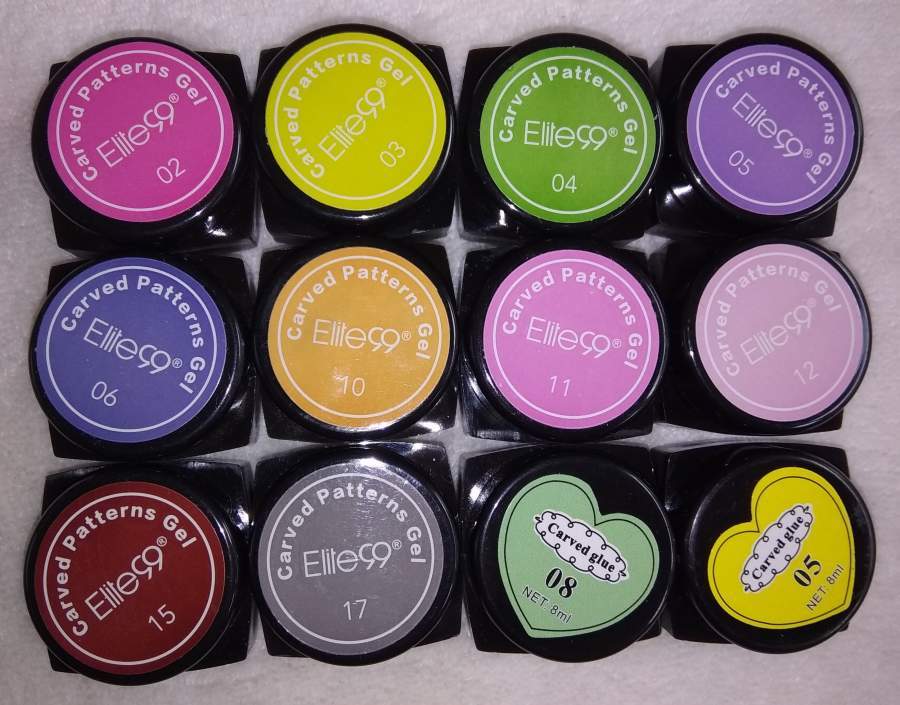 Carved Patterns Gel
Elite99®
02
Carved Patterns Gel
Elite99®
03
Carved Patterns Gel
Elite99®
04
Carved Patterns Gel
Elite99®
05
Carved Patterns Gel
Elite99®
06
Carved Patterns Gel
Elite99®
10
Carved Patterns Gel
Elite99®
11
Carved Patterns Gel
Elite99®
12
Carved Patterns Gel
Elite99®
15
Carved Patterns Gel
Elite99®
17
Carved glue
08
NET: 8ml
Carved glue
05
NET: 8ml